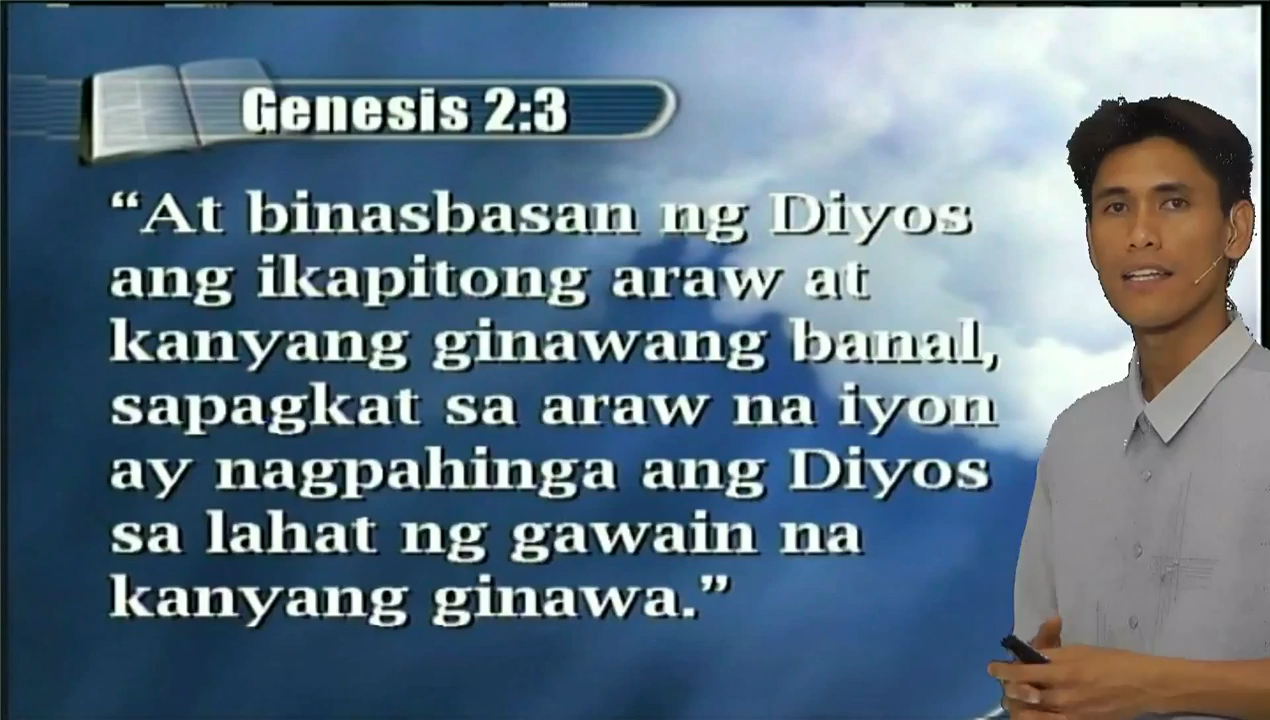 Genesis 2:3
“At binasbasan ng Diyos
ang ikapitong araw at
kanyang ginawang banal,
sapagkat sa araw na iyon
ay nagpahinga ang Diyos
sa lahat ng gawain na
kanyang ginawa.”